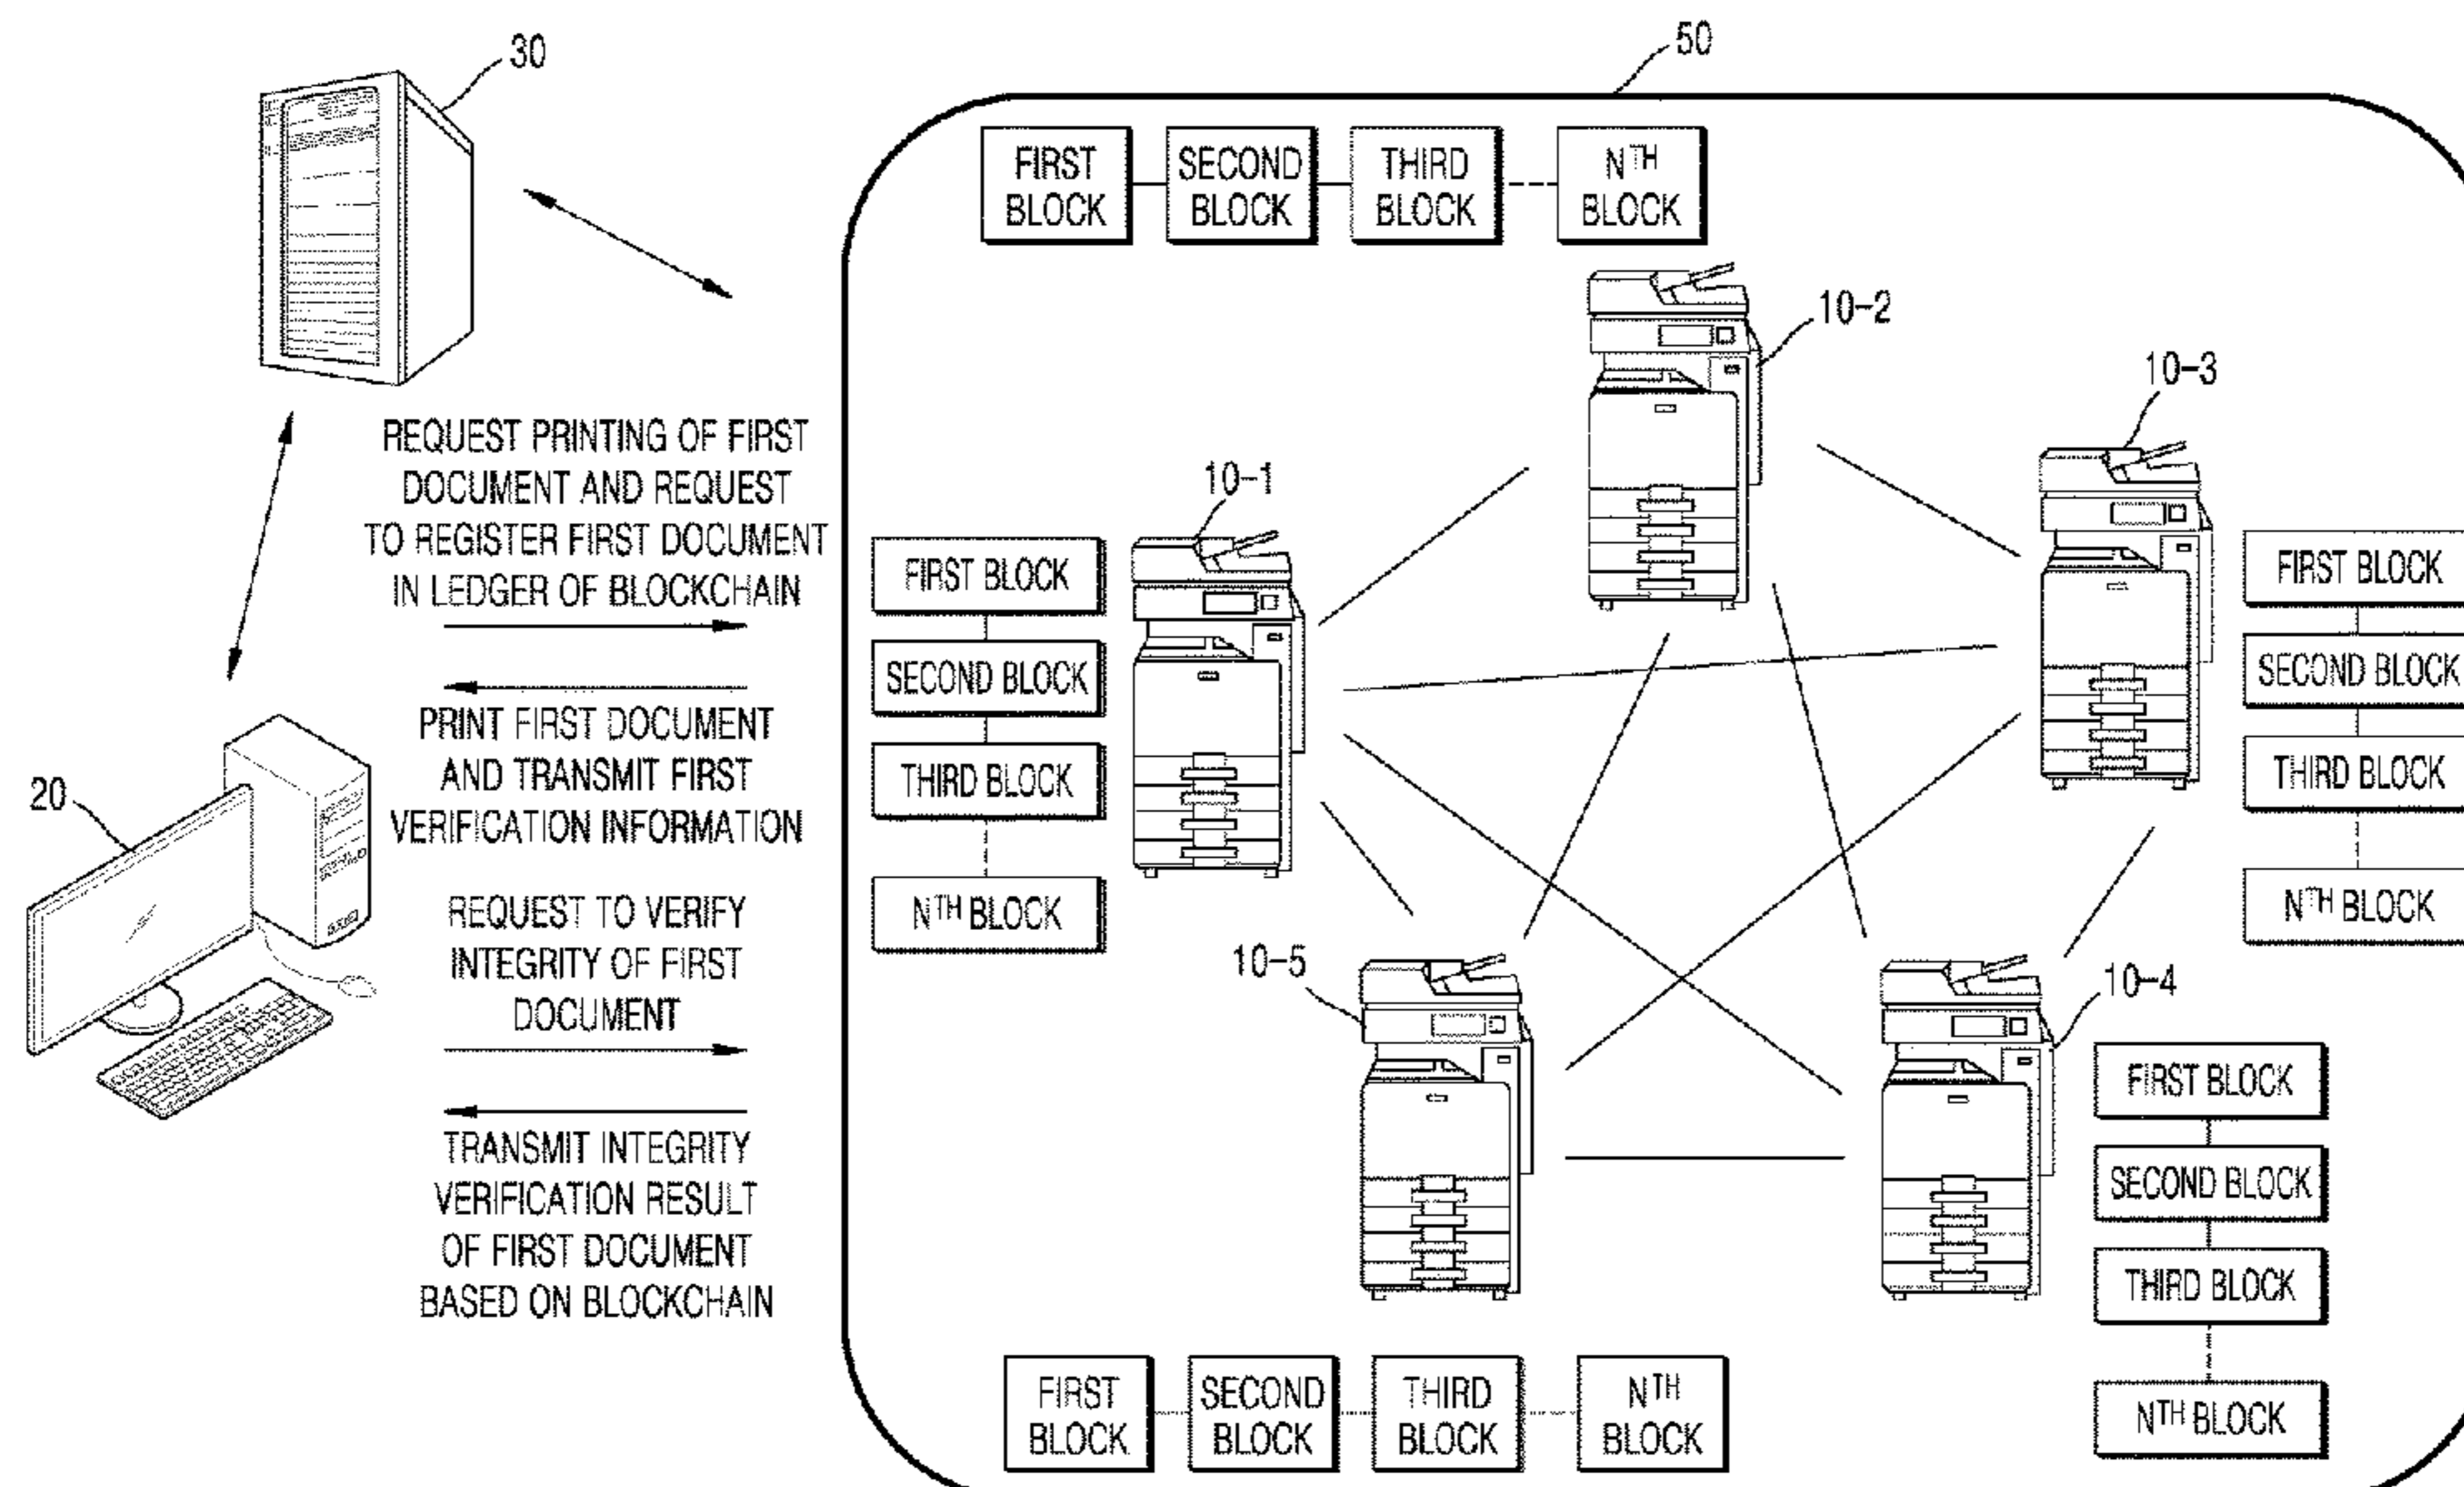 30
50
FIRST
BLOCK
SECOND
BLOCK
THIRD
BLOCK
NTH
BLOCK
10-2
10-3
10-1
REQUEST PRINTING OF FIRST
DOCUMENT AND REQUEST
TO REGISTER FIRST DOCUMENT
IN LEDGER OF BLOCKCHAIN
PRINT FIRST DOCUMENT
AND TRANSMIT FIRST
VERIFICATION INFORMATION
20
REQUEST TO VERIFY
INTEGRITY OF FIRST
DOCUMENT
TRANSMIT INTEGRITY
VERIFICATION RESULT
OF FIRST DOCUMENT
BASED ON BLOCKCHAIN
FIRST BLOCK
SECOND BLOCK
THIRD BLOCK
NTH BLOCK
FIRST BLOCK
SECOND BLOCK
THIRD BLOCK
NTH BLOCK
10-5
10-4
FIRST BLOCK
SECOND BLOCK
THIRD BLOCK
NTH BLOCK
FIRST
BLOCK
SECOND
BLOCK
THIRD
BLOCK
NTH
BLOCK